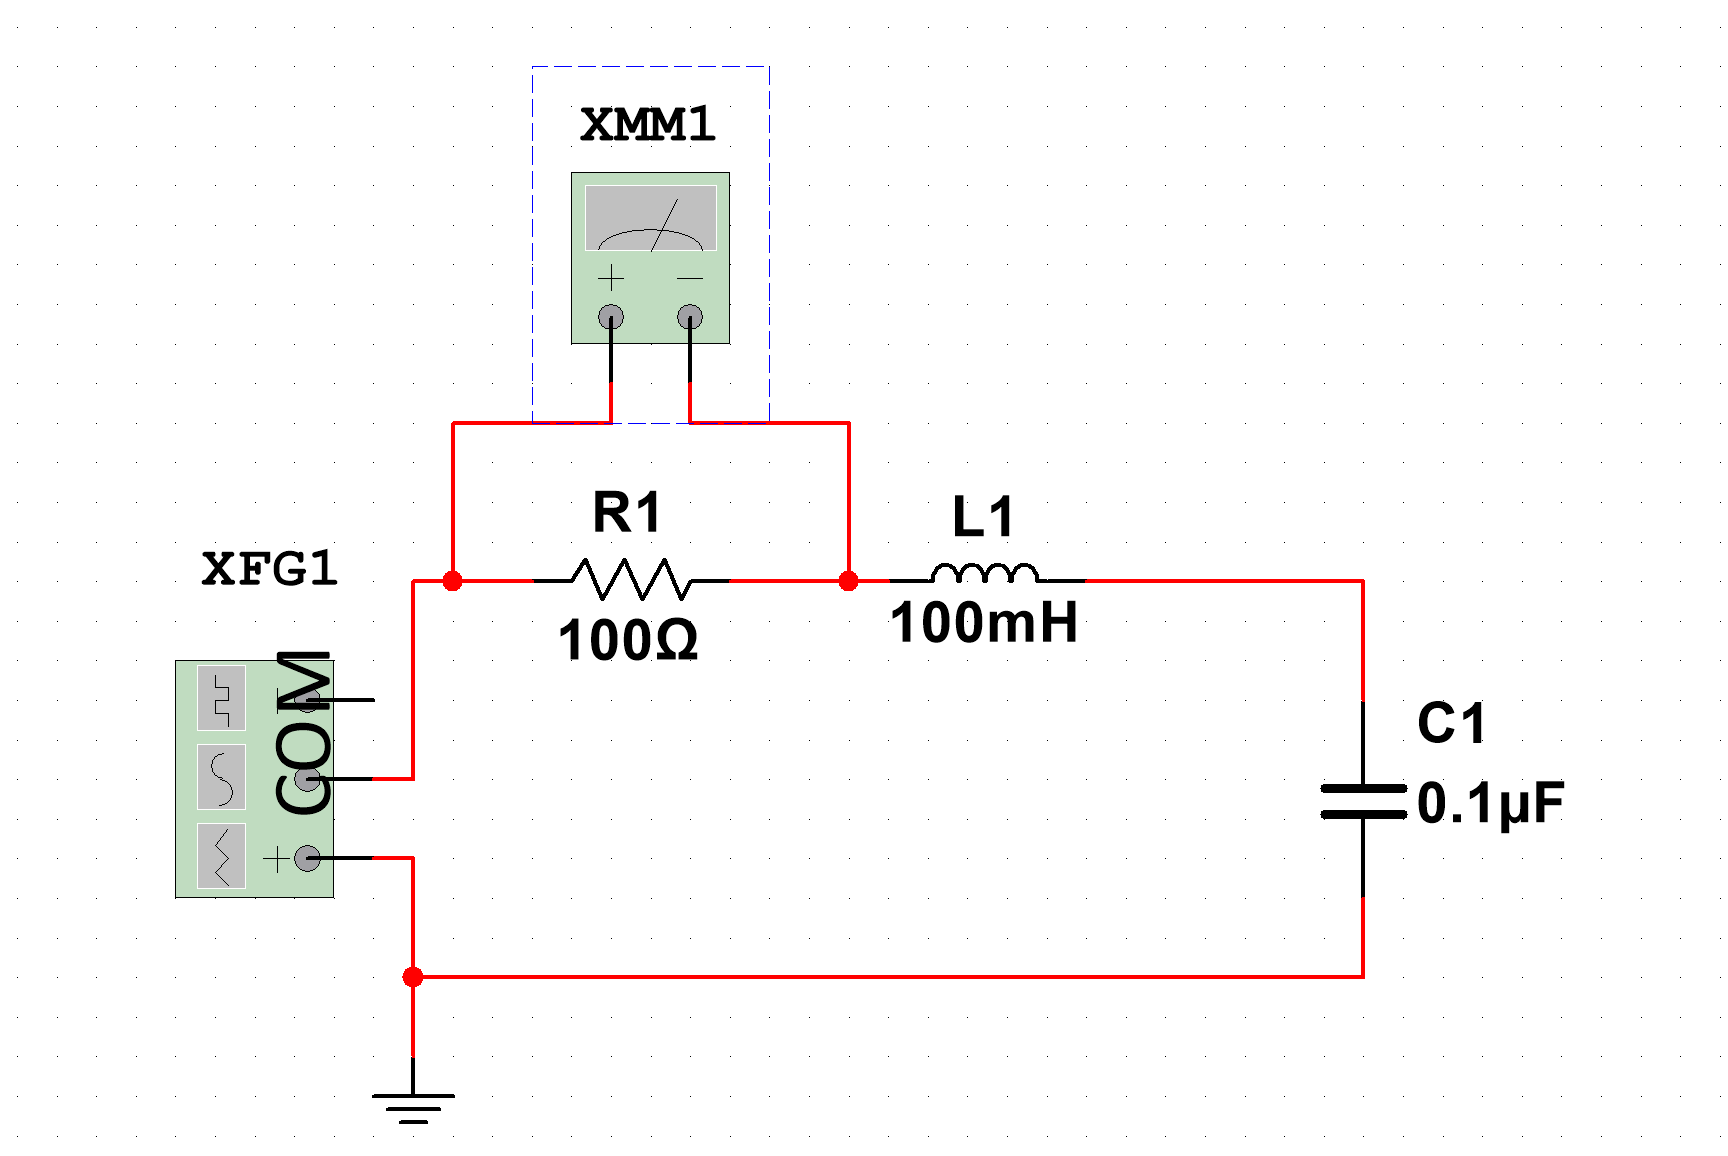 XMM1
+ −
R1
100Ω
L1
100mH
XFG1
COM
+
C1
0.1µF